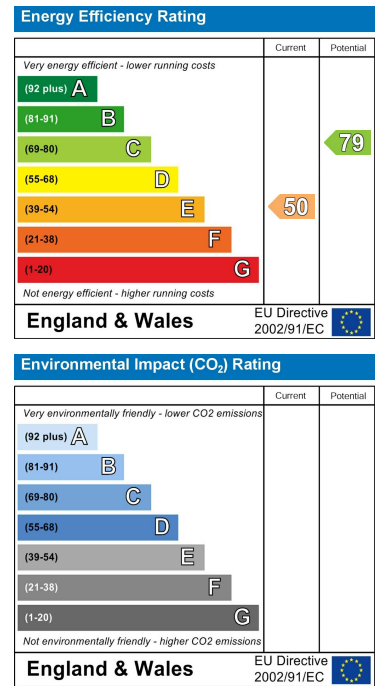 Energy Efficiency Rating
Current Potential
Very energy efficient - lower running costs
(92 plus) A
(81-91) B
(69-80) C
79
(55-68) D
(39-54) E
50
(21-38) F
(1-20) G
Not energy efficient - higher running costs
England & Wales
EU Directive
2002/91/EC
Environmental Impact (CO₂) Rating
Current Potential
Very environmentally friendly - lower CO2 emissions
(92 plus) A
(81-91) B
(69-80) C
(55-68) D
(39-54) E
(21-38) F
(1-20) G
Not environmentally friendly - higher CO2 emissions
England & Wales
EU Directive
2002/91/EC